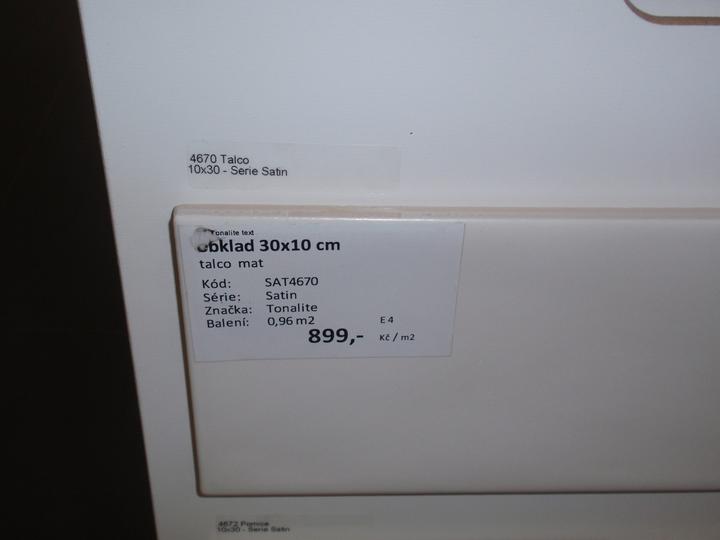 4670 Talco
10x30 - Serie Satin
Tonalite text
obklad 30x10 cm
talco mat
Kód: SAT4670
Série: Satin
Značka: Tonalite
Balení: 0,96 m2 E 4
899,- Kč / m2
4672 Pomice
10x30 - Serie Satin